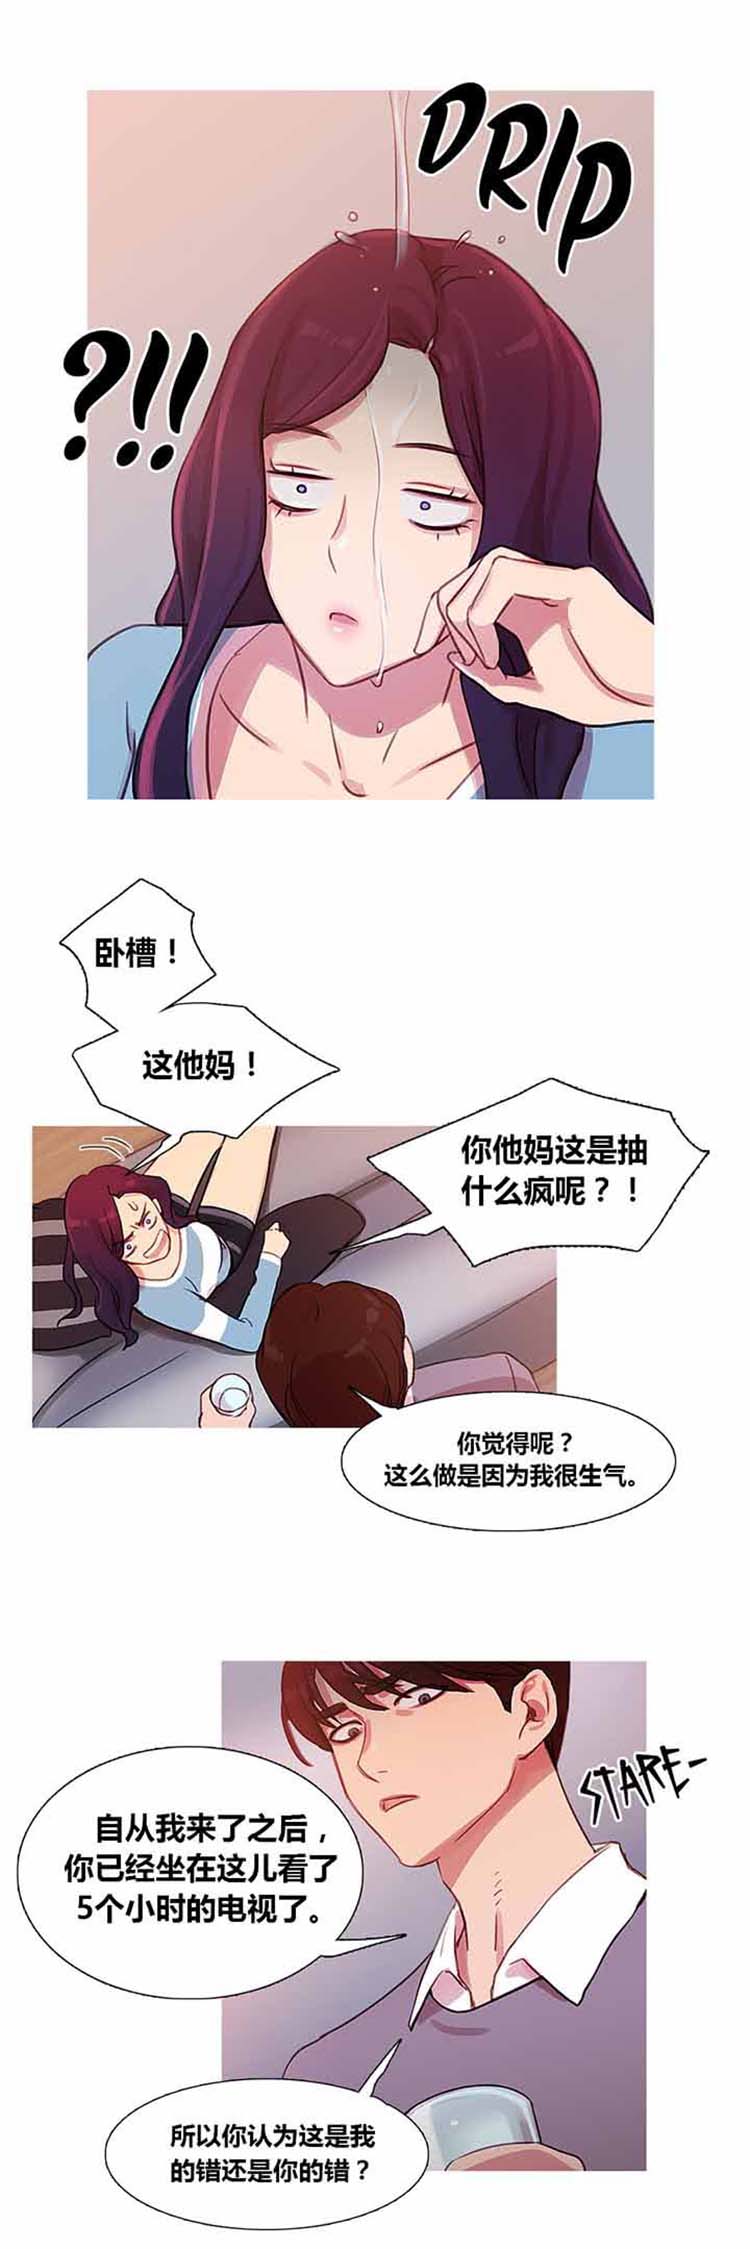 DRIP
?!!
卧槽！
这他妈！
你他妈这是抽
什么疯呢？！
你觉得呢？
这么做是因为我很生气。
STARE-
自从我来了之后，
你已经坐在这儿看了
5个小时的电视了。
所以你认为这是我
的错还是你的错？